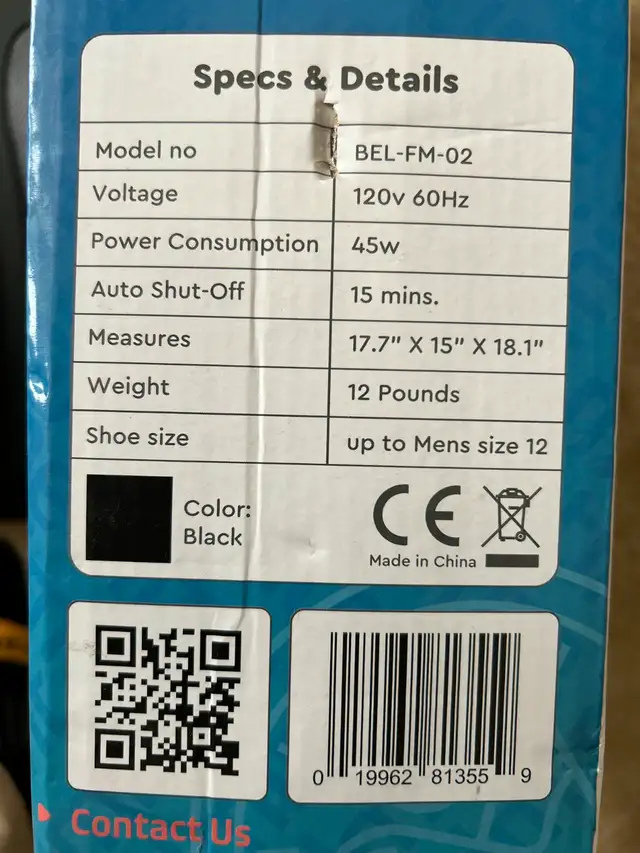 Specs & Details
Model no BEL-FM-02
Voltage 120v 60Hz
Power Consumption 45w
Auto Shut-Off 15 mins.
Measures 17.7" X 15" X 18.1"
Weight 12 Pounds
Shoe size up to Mens size 12
Color:
Black
CE
Made in China
0 19962 81355 9
Contact Us